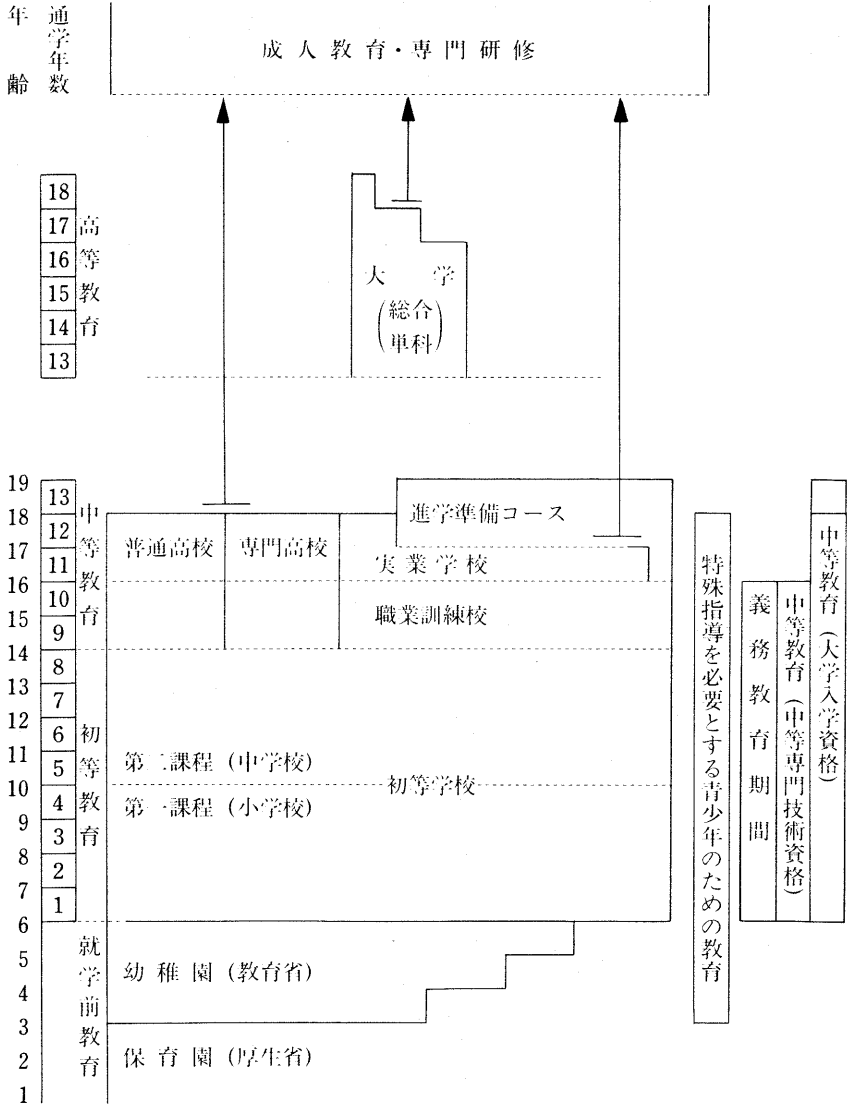 年齢
通学年数
成人教育・専門研修
18
17
16
15
14
13
高等教育
大学
(総合
単科)
19
18
17
16
15
14
13
12
11
10
9
8
7
6
5
4
3
2
1
13
12
11
10
9
8
7
6
5
4
3
2
1
中等教育
初等教育
就学前教育
進学準備コース
普通高校
専門高校
実業学校
職業訓練校
第二課程(中学校)
初等学校
第一課程(小学校)
幼稚園(教育省)
保育園(厚生省)
特殊指導を必要とする青少年のための教育
義務教育期間
中等教育(中等専門技術資格)
中等教育(大学入学資格)